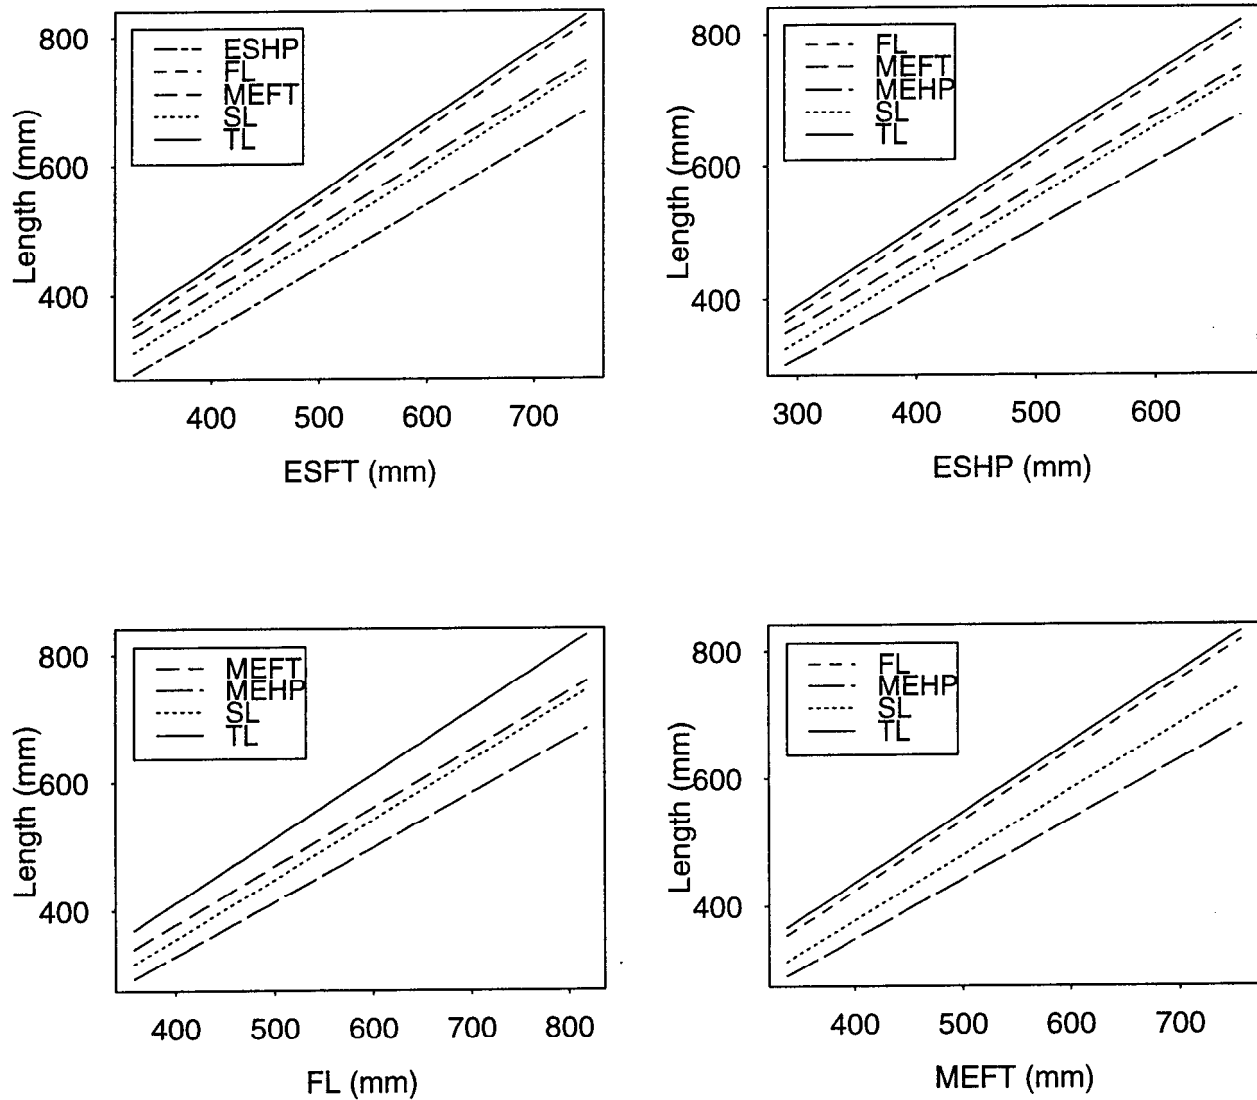 800
600
400
Length (mm)
ESHP
FL
MEFT
SL
TL
400 500 600 700
ESFT (mm)
800
600
400
Length (mm)
FL
MEFT
MEHP
SL
TL
300 400 500 600
ESHP (mm)
800
600
400
Length (mm)
MEFT
MEHP
SL
TL
400 500 600 700 800
FL (mm)
800
600
400
Length (mm)
FL
MEHP
SL
TL
400 500 600 700
MEFT (mm)